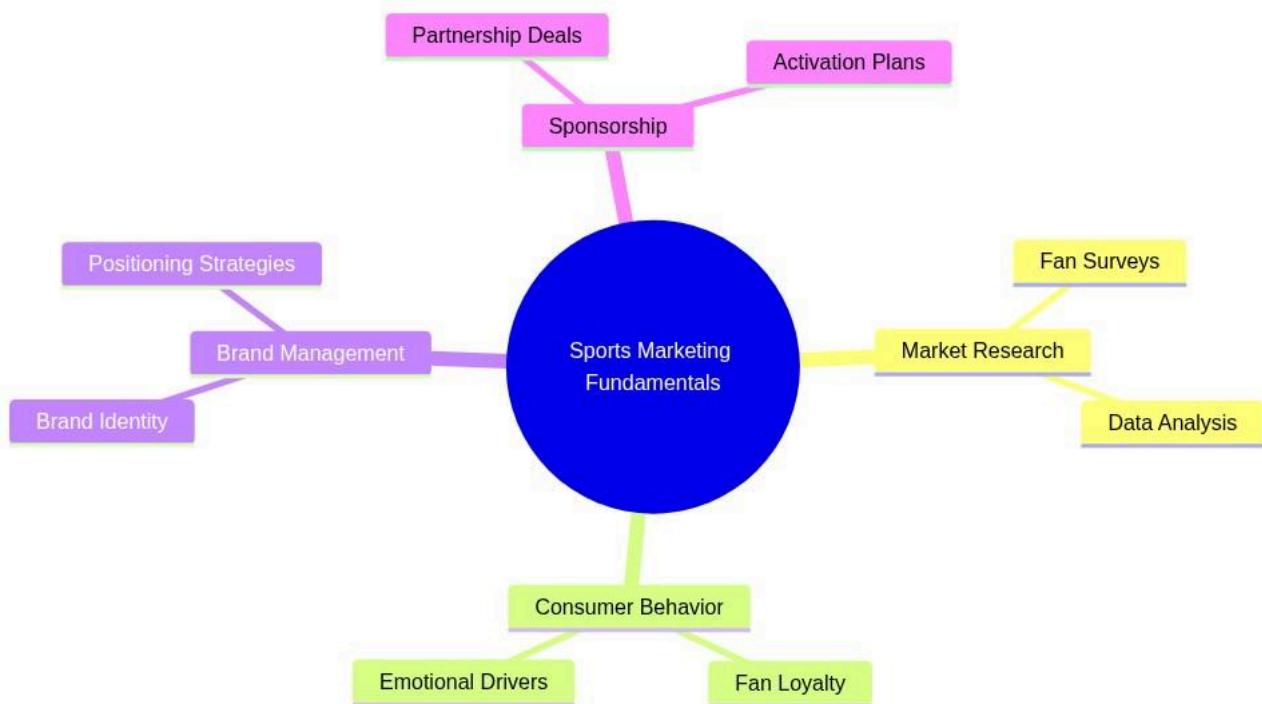 Partnership Deals
Activation Plans
Sponsorship
Positioning Strategies
Fan Surveys
Brand Management
Sports Marketing
Fundamentals
Market Research
Brand Identity
Data Analysis
Consumer Behavior
Emotional Drivers
Fan Loyalty